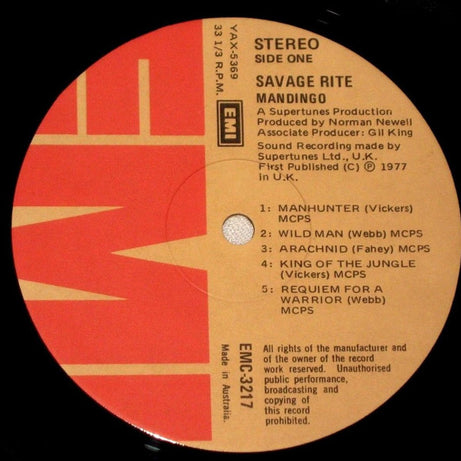 YAX-5369
33 1/3 R.P.M.
STEREO
SIDE ONE
SAVAGE RITE
MANDINGO
A Supertunes Production
Produced by Norman Newell
Associate Producer: Gil King
Sound Recording made by
Supertunes Ltd., U.K.
First Published (C) Ⓟ 1977
in U.K.
EMI
1: MANHUNTER (Vickers)
MCPS
2: WILD MAN (Webb) MCPS
3: ARACHNID (Fahey) MCPS
4: KING OF THE JUNGLE
(Vickers) MCPS
5: REQUIEM FOR A
WARRIOR (Webb)
MCPS
EMC-3217
Made in Australia.
All rights of the manufacturer and
of the owner of the record
work reserved. Unauthorised
public performance,
broadcasting and
copying of
this record
prohibited.
EMI